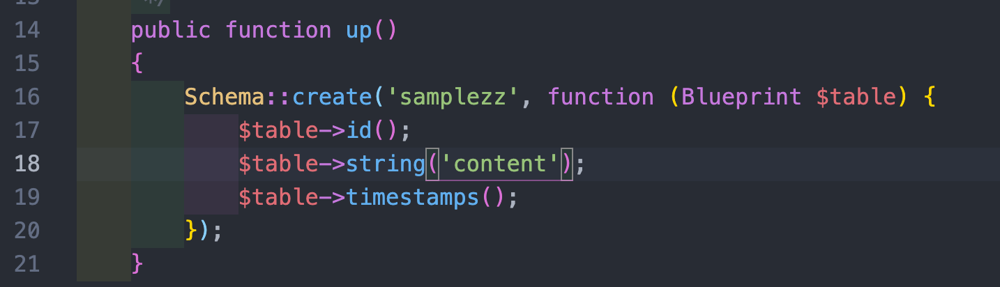 13 */
14 public function up()
15 {
16 Schema::create('samplezz', function (Blueprint $table) {
17 $table->id();
18 $table->string('content');
19 $table->timestamps();
20 });
21 }